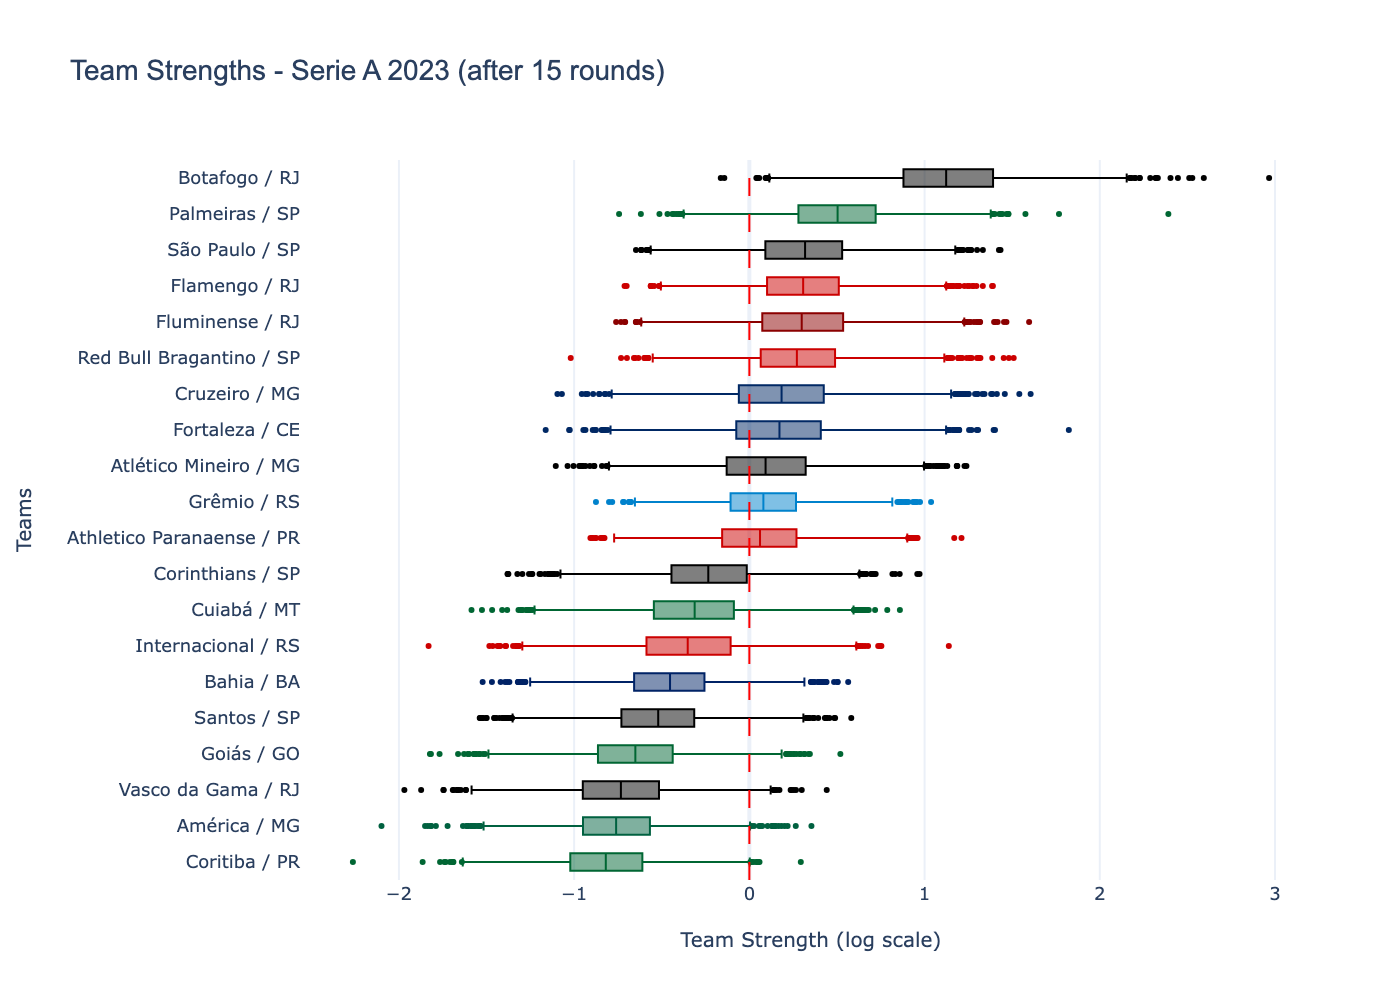 Team Strengths - Serie A 2023 (after 15 rounds)
Teams
Botafogo / RJ
Palmeiras / SP
São Paulo / SP
Flamengo / RJ
Fluminense / RJ
Red Bull Bragantino / SP
Cruzeiro / MG
Fortaleza / CE
Atlético Mineiro / MG
Grêmio / RS
Athletico Paranaense / PR
Corinthians / SP
Cuiabá / MT
Internacional / RS
Bahia / BA
Santos / SP
Goiás / GO
Vasco da Gama / RJ
América / MG
Coritiba / PR
−2 −1 0 1 2 3
Team Strength (log scale)